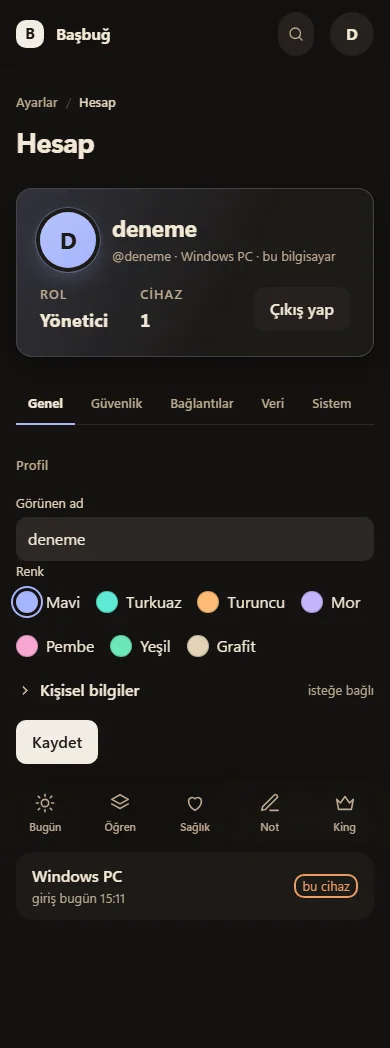 B Başbuğ D
Ayarlar / Hesap
Hesap
D
deneme
@deneme · Windows PC · bu bilgisayar
ROL CİHAZ
Yönetici 1
Çıkış yap
Genel Güvenlik Bağlantılar Veri Sistem
Profil
Görünen ad
deneme
Renk
Mavi Turkuaz Turuncu Mor
Pembe Yeşil Grafit
Kişisel bilgiler isteğe bağlı
Kaydet
Bugün Öğren Sağlık Not King
Windows PC
giriş bugün 15:11
bu cihaz